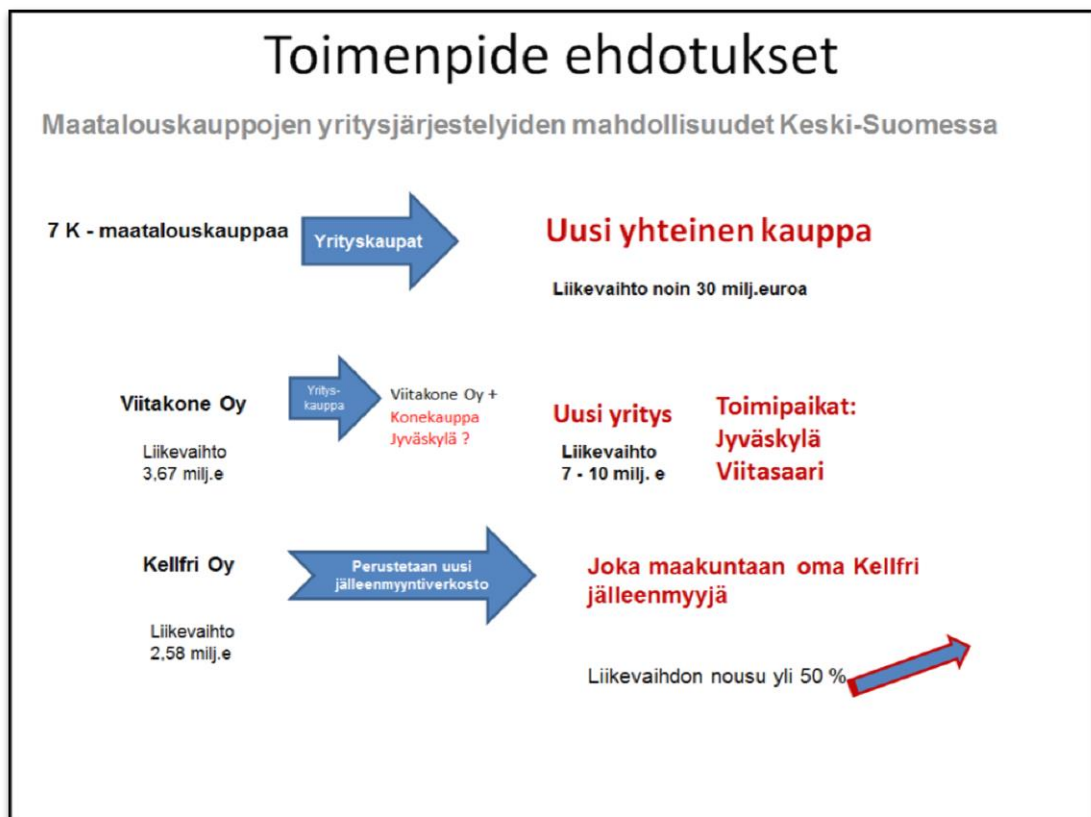 Toimenpide ehdotukset
Maatalouskauppojen yritysjärjestelyiden mahdollisuudet Keski-Suomessa
7 K - maatalouskauppaa
Yrityskaupat
Uusi yhteinen kauppa
Liikevaihto noin 30 milj.euroa
Viitakone Oy
Liikevaihto
3,67 milj.e
Yritys-
kauppa
Viitakone Oy +
Konekauppa
Jyväskylä ?
Uusi yritys
Liikevaihto
7 - 10 milj. e
Toimipaikat:
Jyväskylä
Viitasaari
Kellfri Oy
Liikevaihto
2,58 milj.e
Perustetaan uusi
jälleenmyyntiverkosto
Joka maakuntaan oma Kellfri
jälleenmyyjä
Liikevaihdon nousu yli 50 %